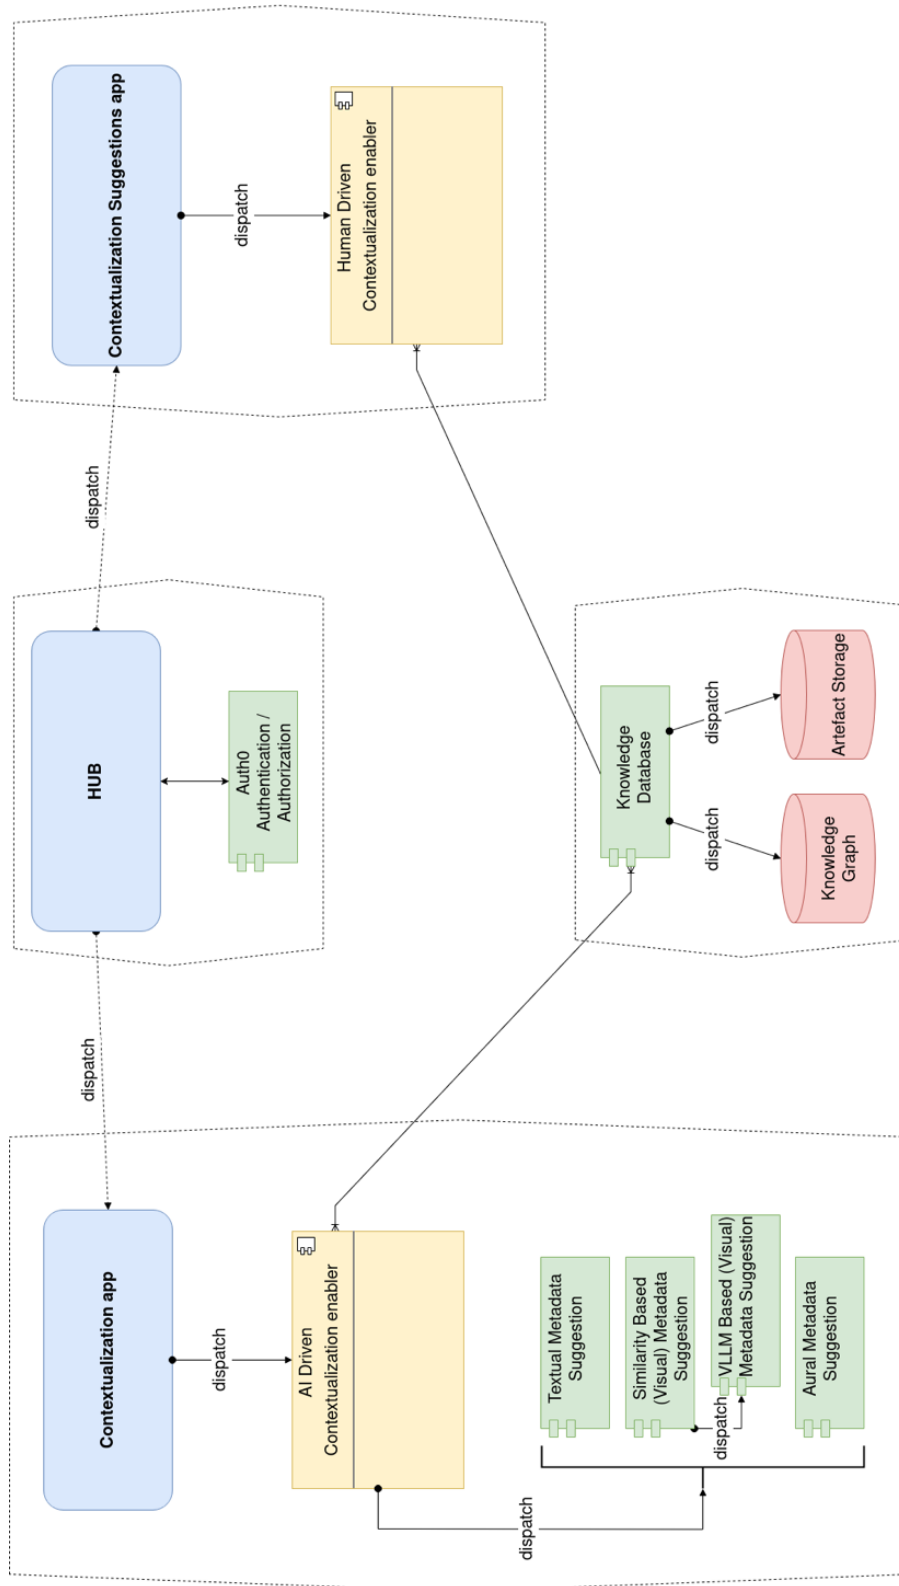 Contextualization app
dispatch
AI Driven
Contextualization enabler
dispatch
Textual Metadata
Suggestion
Similarity Based
(Visual) Metadata
Suggestion
dispatch
VLLM Based (Visual)
Metadata Suggestion
Aural Metadata
Suggestion
dispatch
HUB
Auth0
Authentication /
Authorization
dispatch
Contextualization Suggestions app
dispatch
Human Driven
Contextualization enabler
Knowledge
Database
dispatch
dispatch
Knowledge
Graph
Artefact Storage